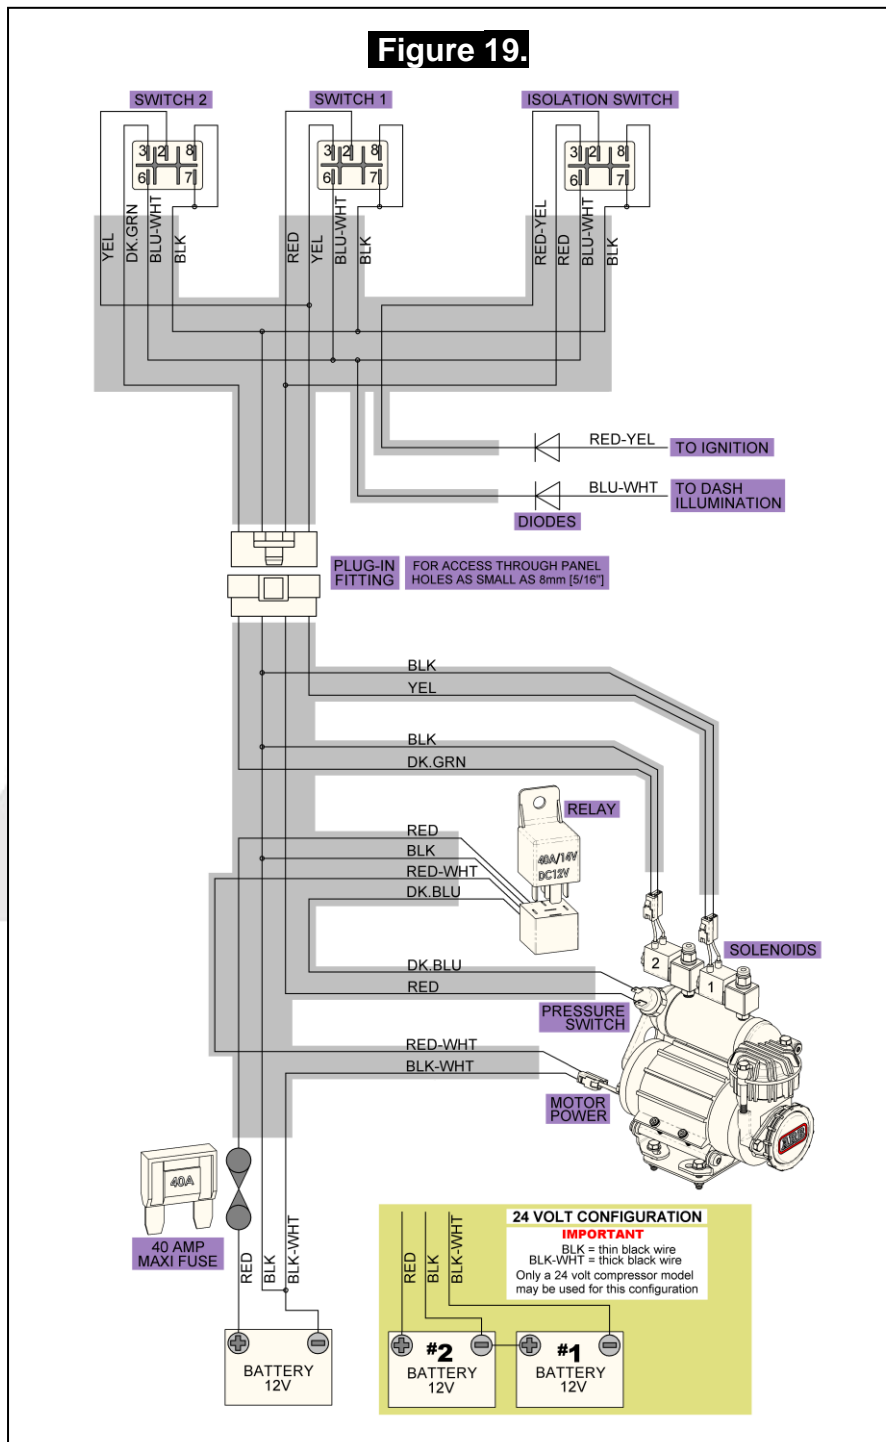 Figure 19.
SWITCH 2
SWITCH 1
ISOLATION SWITCH
3 2 8
6 7
3 2 8
6 7
3 2 8
6 7
YEL
DK.GRN
BLU-WHT
BLK
RED
YEL
BLU-WHT
BLK
RED-YEL
RED
BLU-WHT
BLK
RED-YEL
TO IGNITION
BLU-WHT
TO DASH
ILLUMINATION
DIODES
PLUG-IN
FITTING
FOR ACCESS THROUGH PANEL
HOLES AS SMALL AS 8mm [5/16"]
BLK
YEL
BLK
DK.GRN
RELAY
40A/14V
DC12V
RED
BLK
RED-WHT
DK.BLU
SOLENOIDS
2
1
DK.BLU
RED
PRESSURE
SWITCH
RED-WHT
BLK-WHT
MOTOR
POWER
ARB
40A
40 AMP
MAXI FUSE
RED
BLK
BLK-WHT
BATTERY
12V
RED
BLK
BLK-WHT
24 VOLT CONFIGURATION
IMPORTANT
BLK = thin black wire
BLK-WHT = thick black wire
Only a 24 volt compressor model
may be used for this configuration
#2
BATTERY
12V
#1
BATTERY
12V